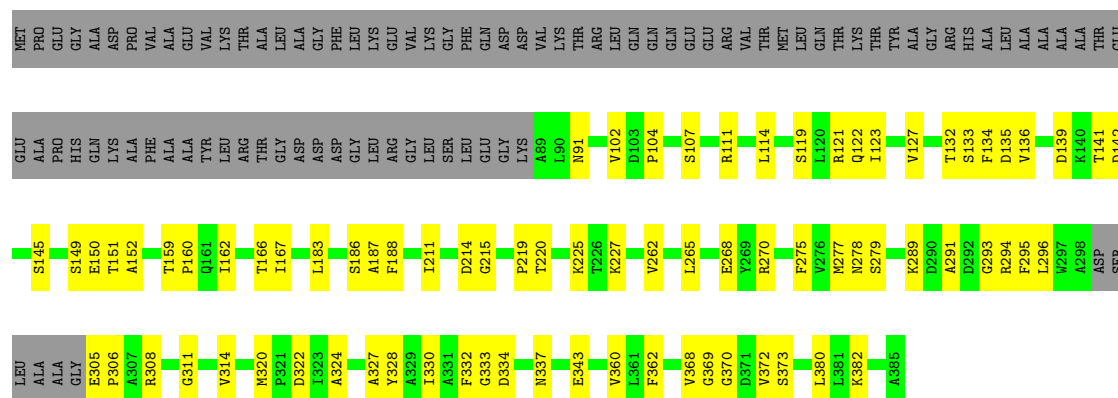 MET PRO GLU GLY ALA ASP PRO VAL ALA GLU VAL LYS THR ALA LEU ALA GLY PHE LEU LYS GLU VAL LYS GLY PHE GLN ASP ASP VAL LYS THR ARG LEU GLN GLN GLN GLU GLU ARG VAL THR MET LEU GLN THR LYS THR TYR ALA GLY ARG HIS ALA LEU ALA ALA ALA ALA THR GLU
GLU ALA PRO HIS GLN LYS ALA PHE ALA ALA TYR LEU ARG THR GLY ASP ASP ASP GLY LEU ARG GLY LEU SER LEU GLU GLY LYS A89 L90 N91 V102 D103 P104 S107 R111 L114 S119 L120 R121 Q122 I123 V127 T132 S133 F134 D135 V136 D139 K140 T141 D142
S145 S149 E150 T151 A152 T159 P160 Q161 I162 T166 I167 L183 S186 A187 F188 I211 D214 G215 P219 T220 K225 T226 K227 V262 L265 E268 Y269 R270 F275 V276 M277 N278 S279 K289 D290 A291 D292 G293 R294 F295 L296 W297 A298 ASP SER
LEU ALA ALA GLY E305 P306 A307 R308 G311 V314 M320 P321 D322 I323 A324 A327 Y328 A329 I330 A331 F332 G333 D334 N337 E343 V360 L361 F362 V368 G369 G370 D371 V372 S373 L380 L381 K382 A385